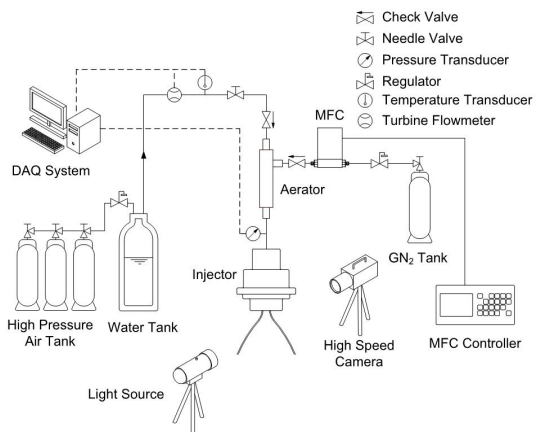 Check Valve
Needle Valve
Pressure Transducer
Regulator
Temperature Transducer
Turbine Flowmeter
MFC
DAQ System
Aerator
GN₂ Tank
Injector
High Pressure
Air Tank
Water Tank
High Speed
Camera
MFC Controller
Light Source